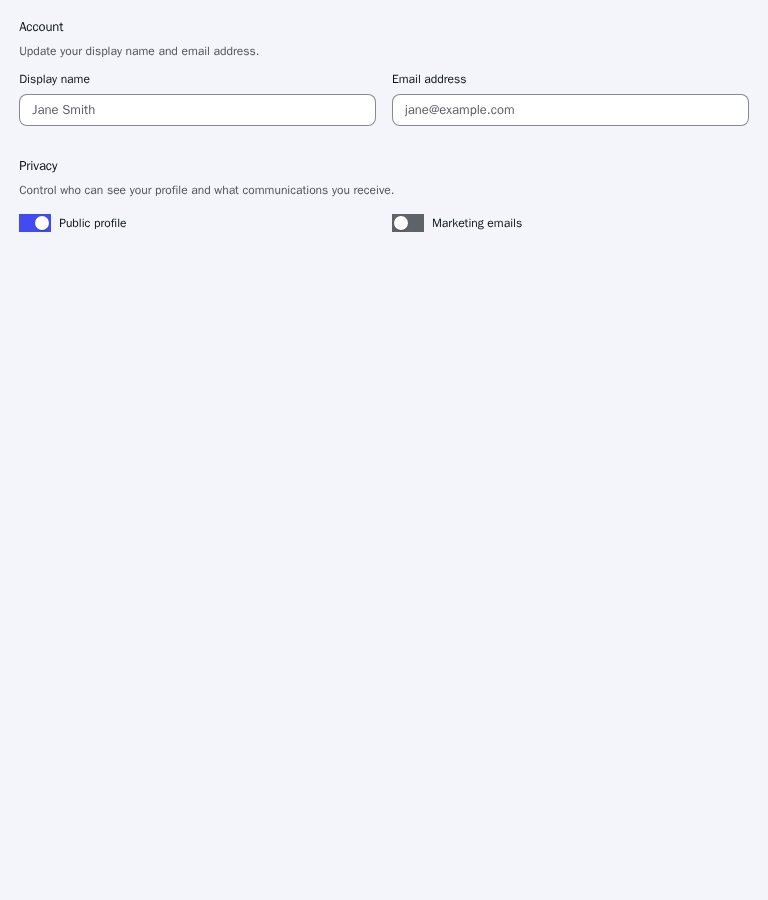 Account
Update your display name and email address.
Display name
Email address
Jane Smith
jane@example.com
Privacy
Control who can see your profile and what communications you receive.
Public profile
Marketing emails